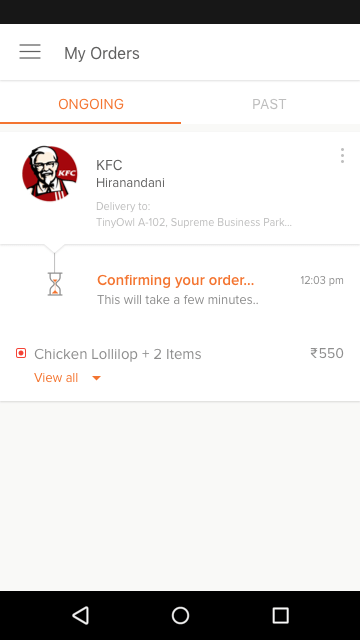 My Orders
ONGOING
PAST
KFC
KFC
Hiranandani
Delivery to:
TinyOwl A-102, Supreme Business Park...
Confirming your order...
12:03 pm
This will take a few minutes..
Chicken Lollilop + 2 Items
₹550
View all